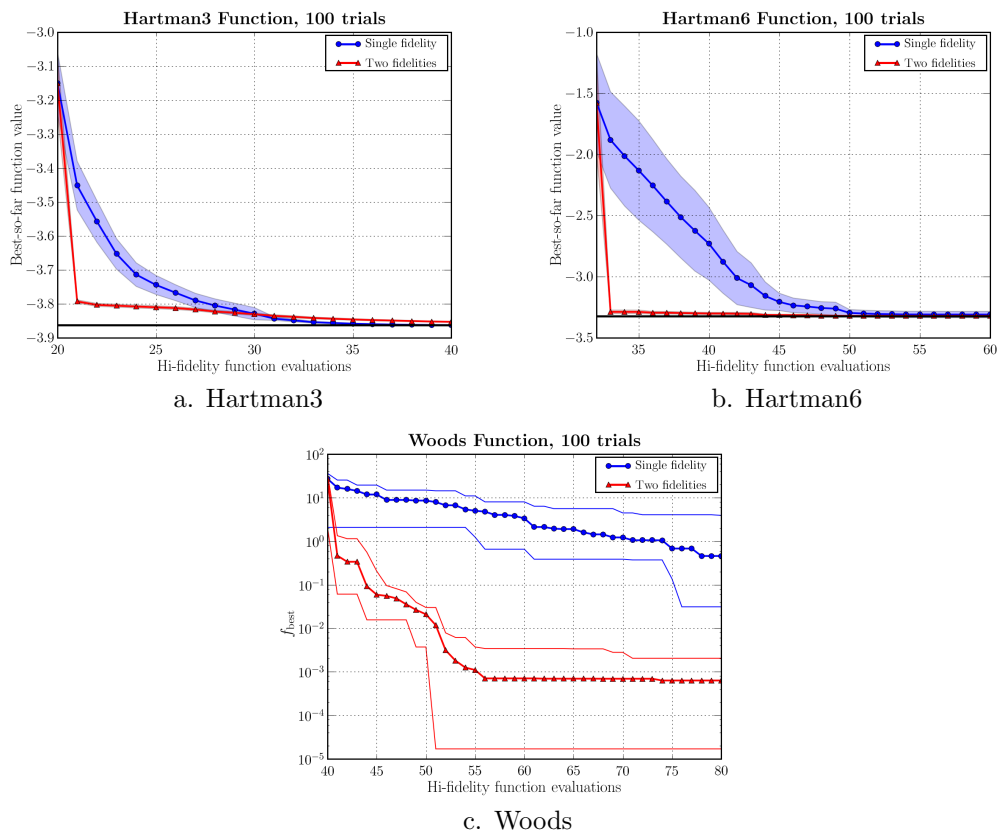 Hartman3 Function, 100 trials
Single fidelity
Two fidelities
Best-so-far function value
−3.0
−3.1
−3.2
−3.3
−3.4
−3.5
−3.6
−3.7
−3.8
−3.9
20 25 30 35 40
Hi-fidelity function evaluations
a. Hartman3
Hartman6 Function, 100 trials
Single fidelity
Two fidelities
Best-so-far function value
−1.0
−1.5
−2.0
−2.5
−3.0
−3.5
35 40 45 50 55 60
Hi-fidelity function evaluations
b. Hartman6
Woods Function, 100 trials
Single fidelity
Two fidelities
f_best
10^2
10^1
10^0
10^−1
10^−2
10^−3
10^−4
10^−5
40 45 50 55 60 65 70 75 80
Hi-fidelity function evaluations
c. Woods